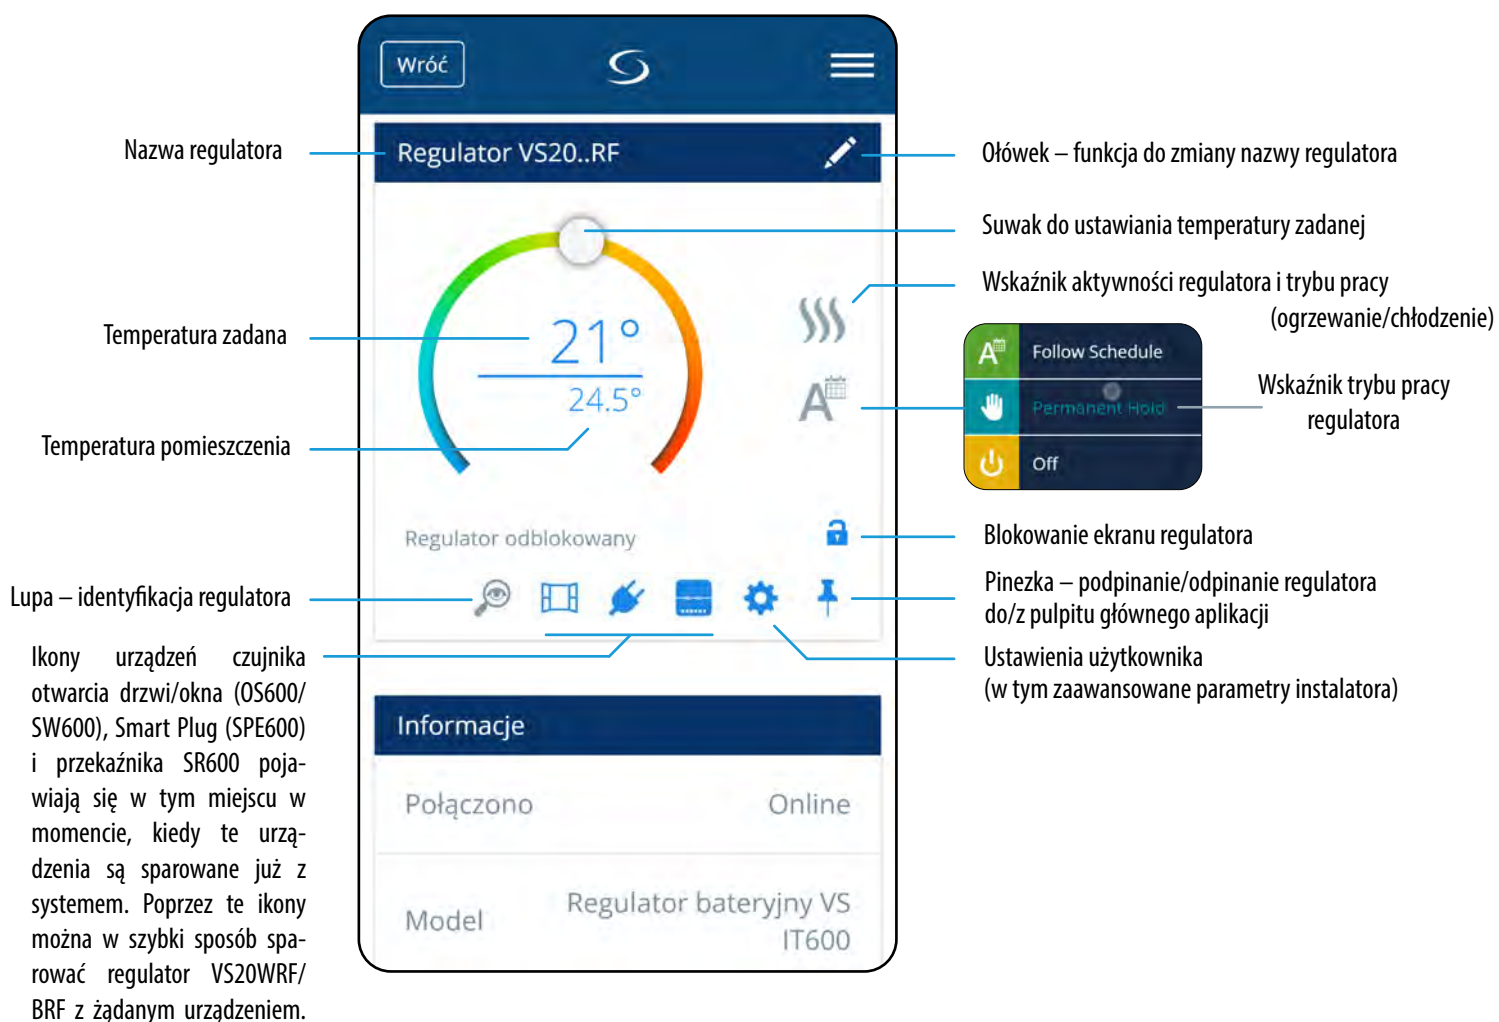 Wróć
Nazwa regulatora
Regulator VS20..RF
Ołówek – funkcja do zmiany nazwy regulatora
Suwak do ustawiania temperatury zadanej
Wskaźnik aktywności regulatora i trybu pracy
(ogrzewanie/chłodzenie)
Temperatura zadana
21°
24.5°
Temperatura pomieszczenia
A
A
Follow Schedule
Permanent Hold
Off
Wskaźnik trybu pracy
regulatora
Regulator odblokowany
Blokowanie ekranu regulatora
Lupa – identyfikacja regulatora
Pinezka – podpinanie/odpinanie regulatora
do/z pulpitu głównego aplikacji
Ustawienia użytkownika
(w tym zaawansowane parametry instalatora)
Ikony urządzeń czujnika
otwarcia drzwi/okna (OS600/
SW600), Smart Plug (SPE600)
i przekaźnika SR600 poja-
wiają się w tym miejscu w
momencie, kiedy te urzą-
dzenia są sparowane już z
systemem. Poprzez te ikony
można w szybki sposób spa-
rować regulator VS20WRF/
BRF z żądanym urządzeniem.
Informacje
Połączono Online
Model Regulator bateryjny VS
IT600